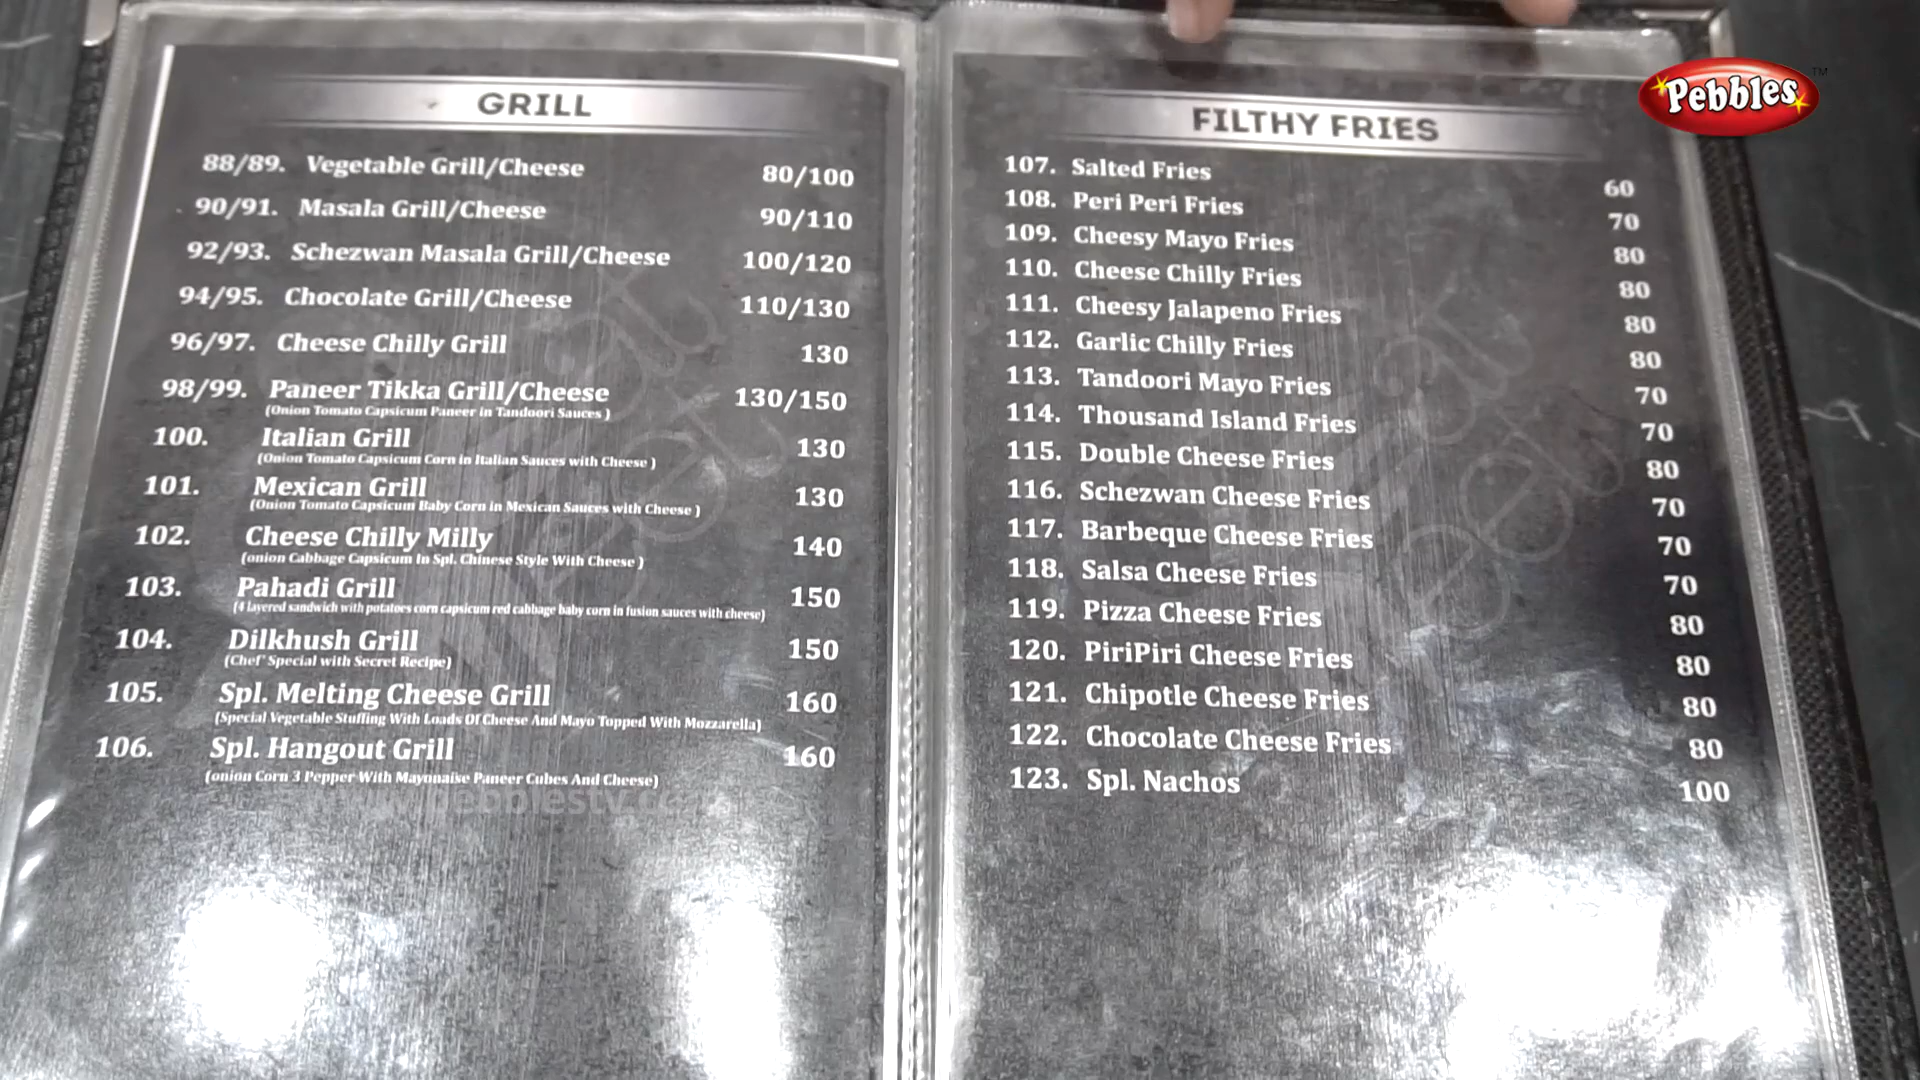 GRILL
88/89. Vegetable Grill/Cheese 80/100
90/91. Masala Grill/Cheese 90/110
92/93. Schezwan Masala Grill/Cheese 100/120
94/95. Chocolate Grill/Cheese 110/130
96/97. Cheese Chilly Grill 130
98/99. Paneer Tikka Grill/Cheese 130/150
(Onion Tomato Capsicum Paneer in Tandoori Sauces )
100. Italian Grill 130
(Onion Tomato Capsicum Corn in Italian Sauces with Cheese )
101. Mexican Grill 130
(Onion Tomato Capsicum Baby Corn in Mexican Sauces with Cheese )
102. Cheese Chilly Milly 140
(onion Cabbage Capsicum In Spl. Chinese Style With Cheese )
103. Pahadi Grill 150
(4 layered sandwich with potatoes corn capsicum red cabbage baby corn in fusion sauces with cheese)
104. Dilkhush Grill 150
(Chef' Special with Secret Recipe)
105. Spl. Melting Cheese Grill 160
(Special Vegetable Stuffing With Loads Of Cheese And Mayo Topped With Mozzarella)
106. Spl. Hangout Grill 160
(onion Corn 3 Pepper With Mayonaise Paneer Cubes And Cheese)
www.pebblestv.com
FILTHY FRIES
107. Salted Fries 60
108. Peri Peri Fries 70
109. Cheesy Mayo Fries 80
110. Cheese Chilly Fries 80
111. Cheesy Jalapeno Fries 80
112. Garlic Chilly Fries 80
113. Tandoori Mayo Fries 70
114. Thousand Island Fries 70
115. Double Cheese Fries 80
116. Schezwan Cheese Fries 70
117. Barbeque Cheese Fries 70
118. Salsa Cheese Fries 70
119. Pizza Cheese Fries 80
120. PiriPiri Cheese Fries 80
121. Chipotle Cheese Fries 80
122. Chocolate Cheese Fries 80
123. Spl. Nachos 100
Pebbles™